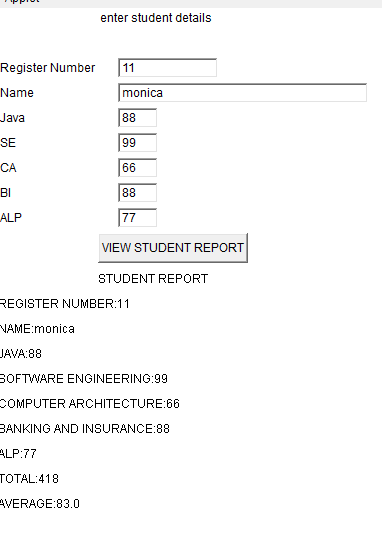 Applet
enter student details
Register Number 11
Name monica
Java 88
SE 99
CA 66
BI 88
ALP 77
VIEW STUDENT REPORT
STUDENT REPORT
REGISTER NUMBER:11
NAME:monica
JAVA:88
SOFTWARE ENGINEERING:99
COMPUTER ARCHITECTURE:66
BANKING AND INSURANCE:88
ALP:77
TOTAL:418
AVERAGE:83.0